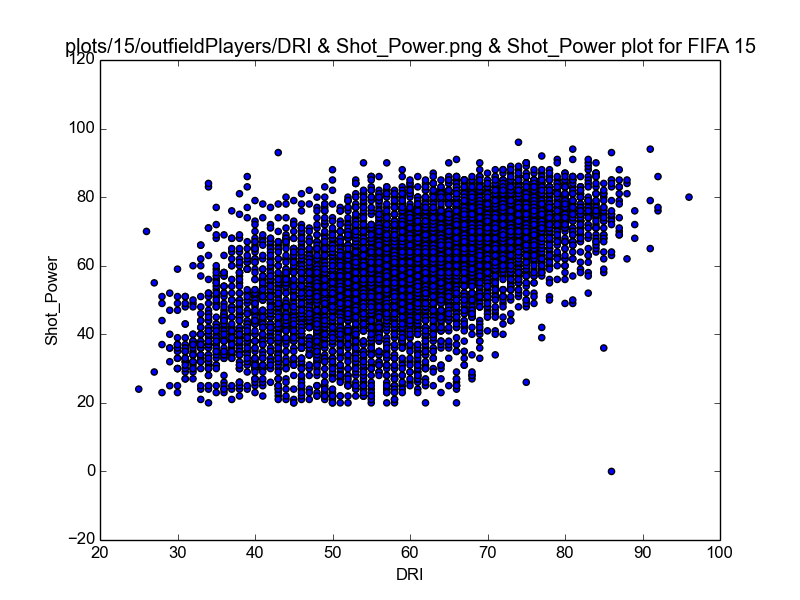 plots/15/outfieldPlayers/DRI & Shot_Power.png & Shot_Power plot for FIFA 15
120
100
80
60
40
20
0
−20
Shot_Power
20 30 40 50 60 70 80 90 100
DRI